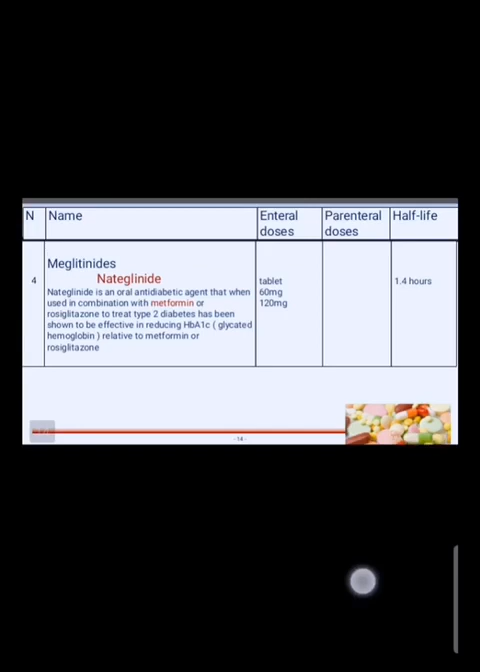 N Name Enteral doses Parenteral doses Half-life
Meglitinides
4 Nateglinide
Nateglinide is an oral antidiabetic agent that when
used in combination with metformin or
rosiglitazone to treat type 2 diabetes has been
shown to be effective in reducing HbA1c ( glycated
hemoglobin ) relative to metformin or
rosiglitazone
tablet
60mg
120mg
1.4 hours
- 14 -